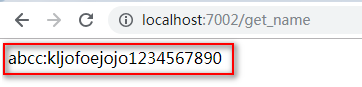 localhost:7002/get_name
abcc:kljofoejojo1234567890